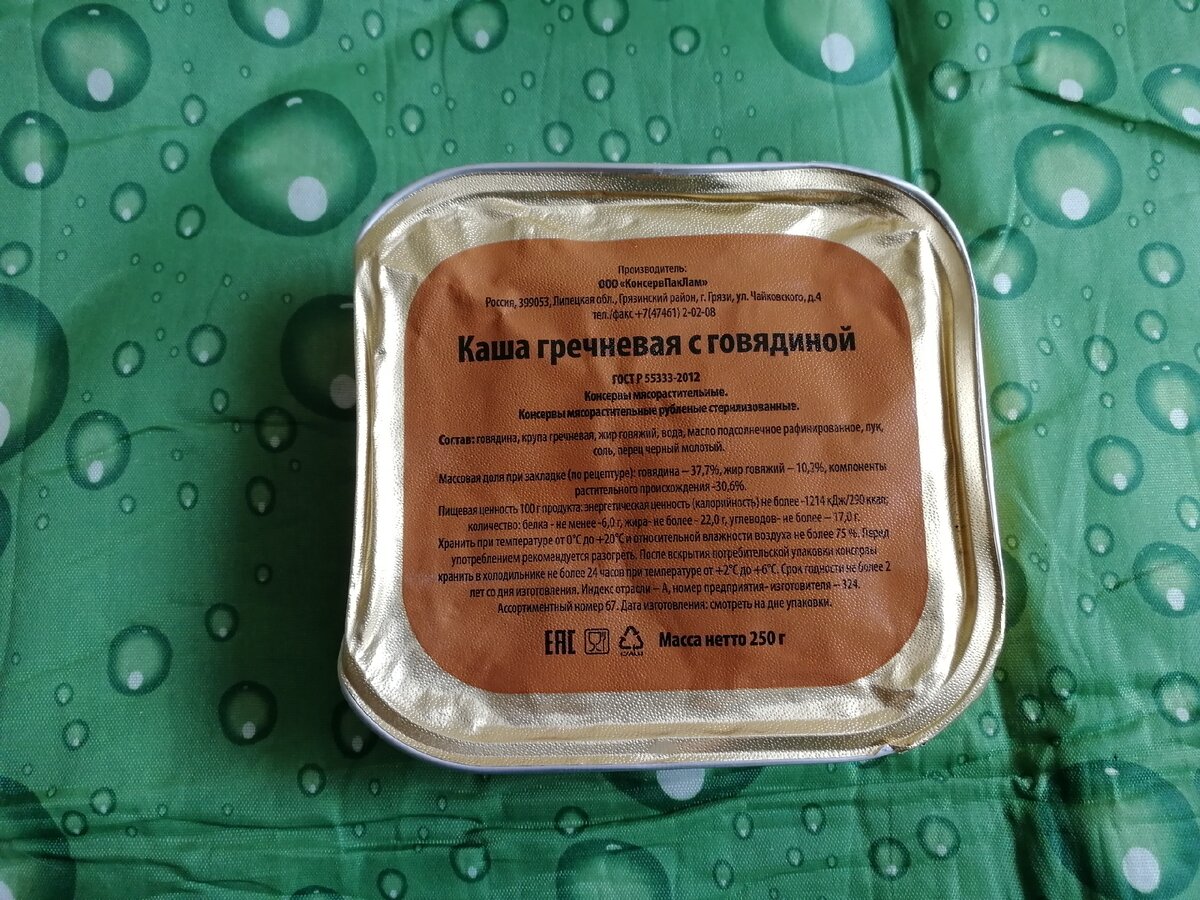 Производитель:
ООО «КонсервПакЛам»
Россия, 399053, Липецкая обл., Грязинский район, г. Грязи, ул. Чайковского, д.4
тел./факс +7(47461) 2-02-08
Каша гречневая с говядиной
ГОСТ Р 55333-2012
Консервы мясорастительные.
Консервы мясорастительные рубленые стерилизованные.
Состав: говядина, крупа гречневая, жир говяжий, вода, масло подсолнечное рафинированное, лук,
соль, перец черный молотый.
Массовая доля при закладке (по рецептуре): говядина – 37,7%, жир говяжий – 10,2%, компоненты
растительного происхождения -30,6%.
Пищевая ценность 100 г продукта: энергетическая ценность (калорийность) не более -1214 кДж/290 ккал;
количество: белка - не менее -6,0 г, жира- не более - 22,0 г, углеводов- не более – 17,0 г.
Хранить при температуре от 0°С до +20°С и относительной влажности воздуха не более 75 %. Перед
употреблением рекомендуется разогреть. После вскрытия потребительской упаковки консервы
хранить в холодильнике не более 24 часов при температуре от +2°С до +6°С. Срок годности не более 2
лет со дня изготовления. Индекс отрасли – А, номер предприятия- изготовителя – 324.
Ассортиментный номер 67. Дата изготовления: смотреть на дне упаковки.
ЕАС Масса нетто 250 г